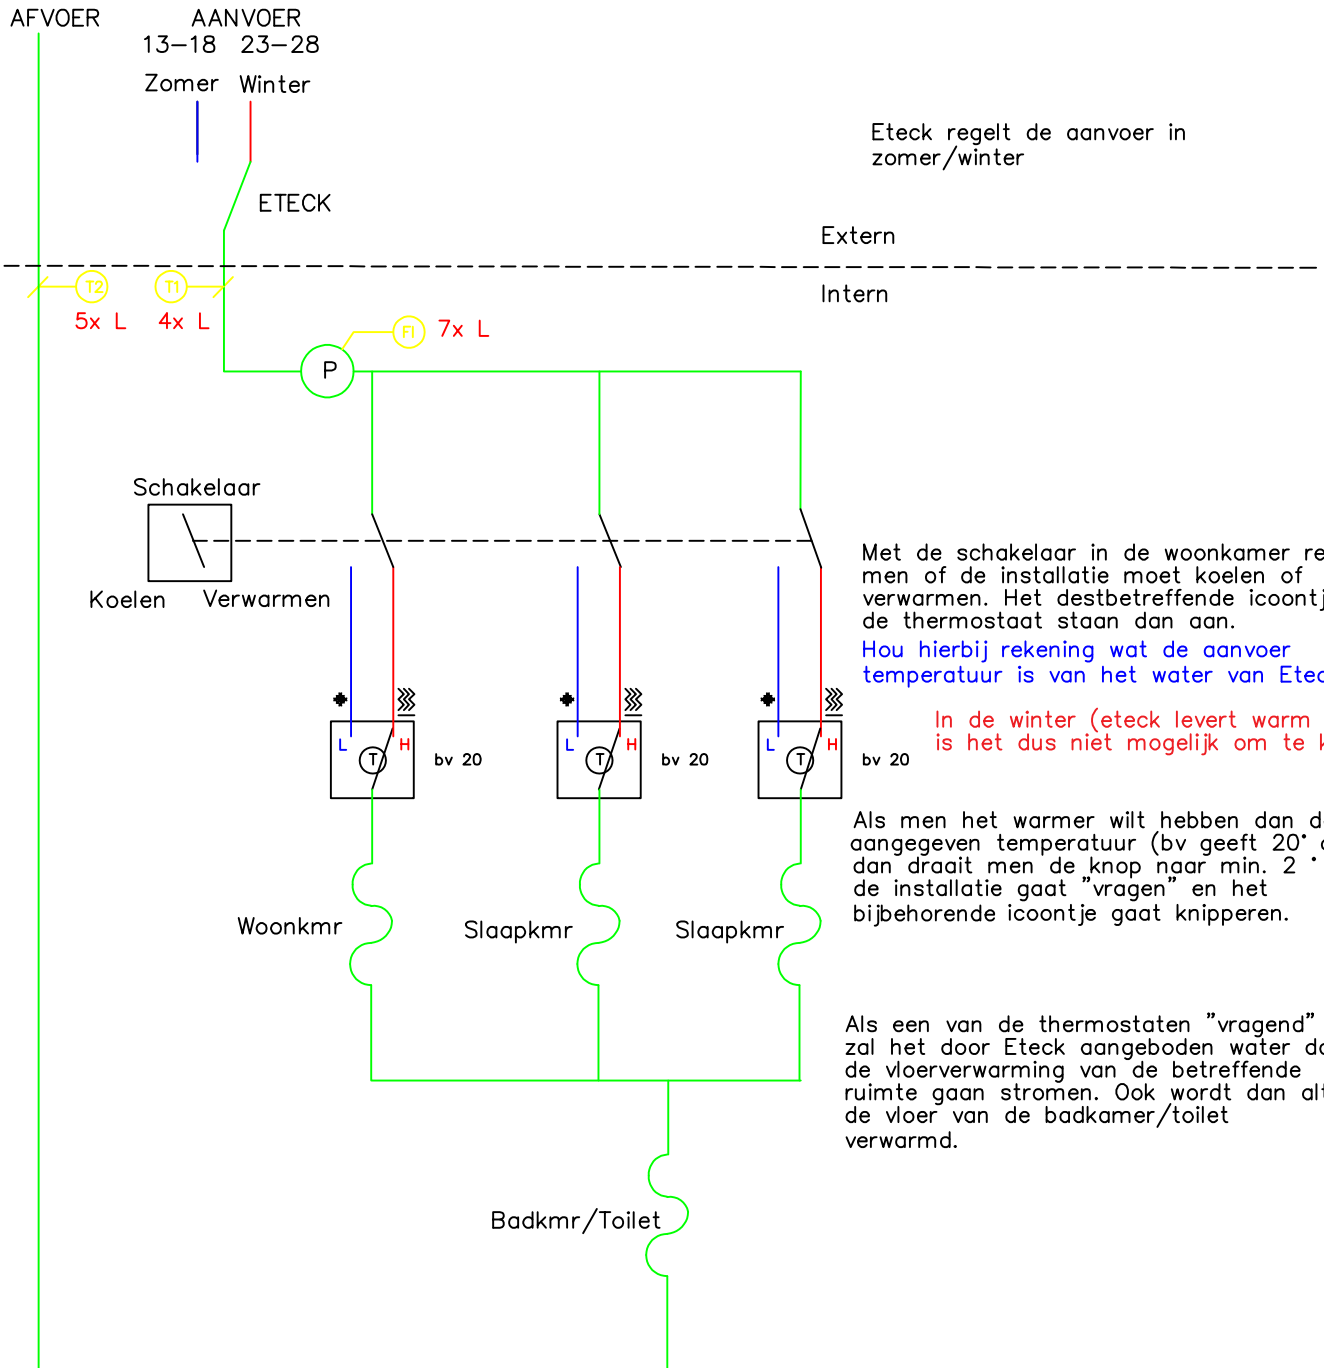 AFVOER
AANVOER
13-18 23-28
Zomer Winter
Eteck regelt de aanvoer in
zomer/winter
ETECK
Extern
Intern
T2
T1
5x L
4x L
F1
7x L
P
Schakelaar
Koelen
Verwarmen
Met de schakelaar in de woonkamer re
men of de installatie moet koelen of
verwarmen. Het destbetreffende icoontj
de thermostaat staan dan aan.
Hou hierbij rekening wat de aanvoer
temperatuur is van het water van Etec
In de winter (eteck levert warm
is het dus niet mogelijk om te k
L H
T
bv 20
L H
T
bv 20
L H
T
bv 20
Als men het warmer wilt hebben dan d
aangegeven temperatuur (bv geeft 20°
dan draait men de knop naar min. 2 °
de installatie gaat "vragen" en het
bijbehorende icoontje gaat knipperen.
Woonkmr
Slaapkmr
Slaapkmr
Als een van de thermostaten "vragend"
zal het door Eteck aangeboden water do
de vloerverwarming van de betreffende
ruimte gaan stromen. Ook wordt dan alt
de vloer van de badkamer/toilet
verwarmd.
Badkmr/Toilet